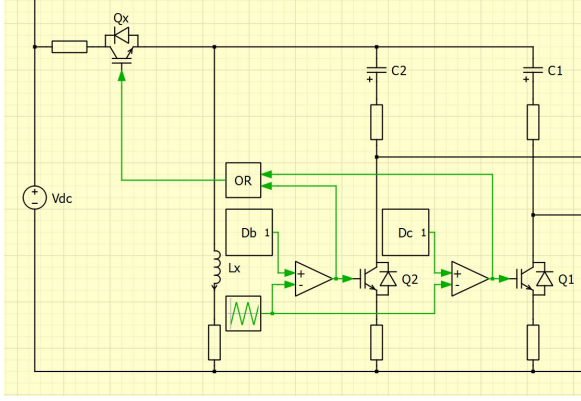 Qx
C2
C1
+
+
OR
+
-
Vdc
Db 1
Dc 1
Lx
+
-
Q2
+
-
Q1